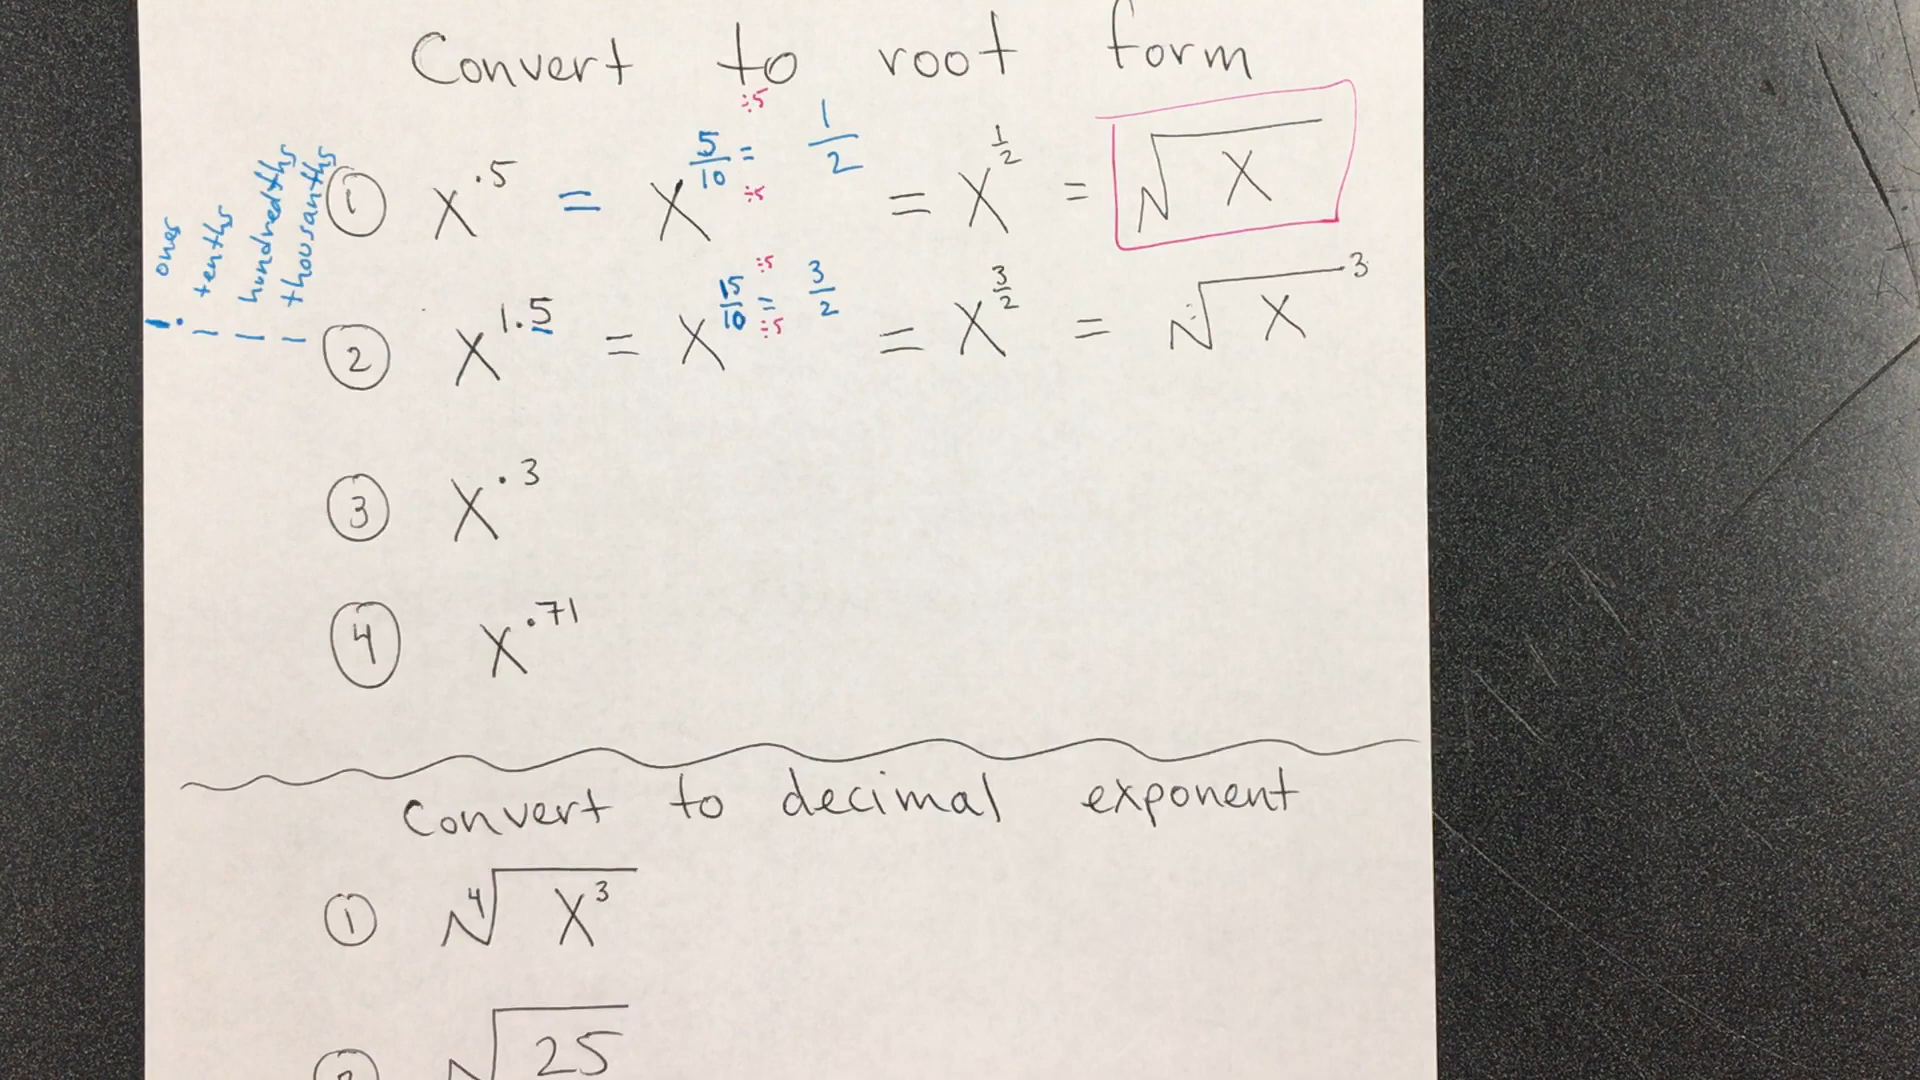 Convert to root form
① x^.5 = x^5/10 ÷5 ÷5 = 1/2 = x^1/2 = √x
② x^1.5 = x^15/10 ÷5 ÷5 = 3/2 = x^3/2 = √x ^3
③ x^.3
④ x^.71
ones
tenths
hundredths
thousanths
Convert to decimal exponent
① ⁴√x^3
√25